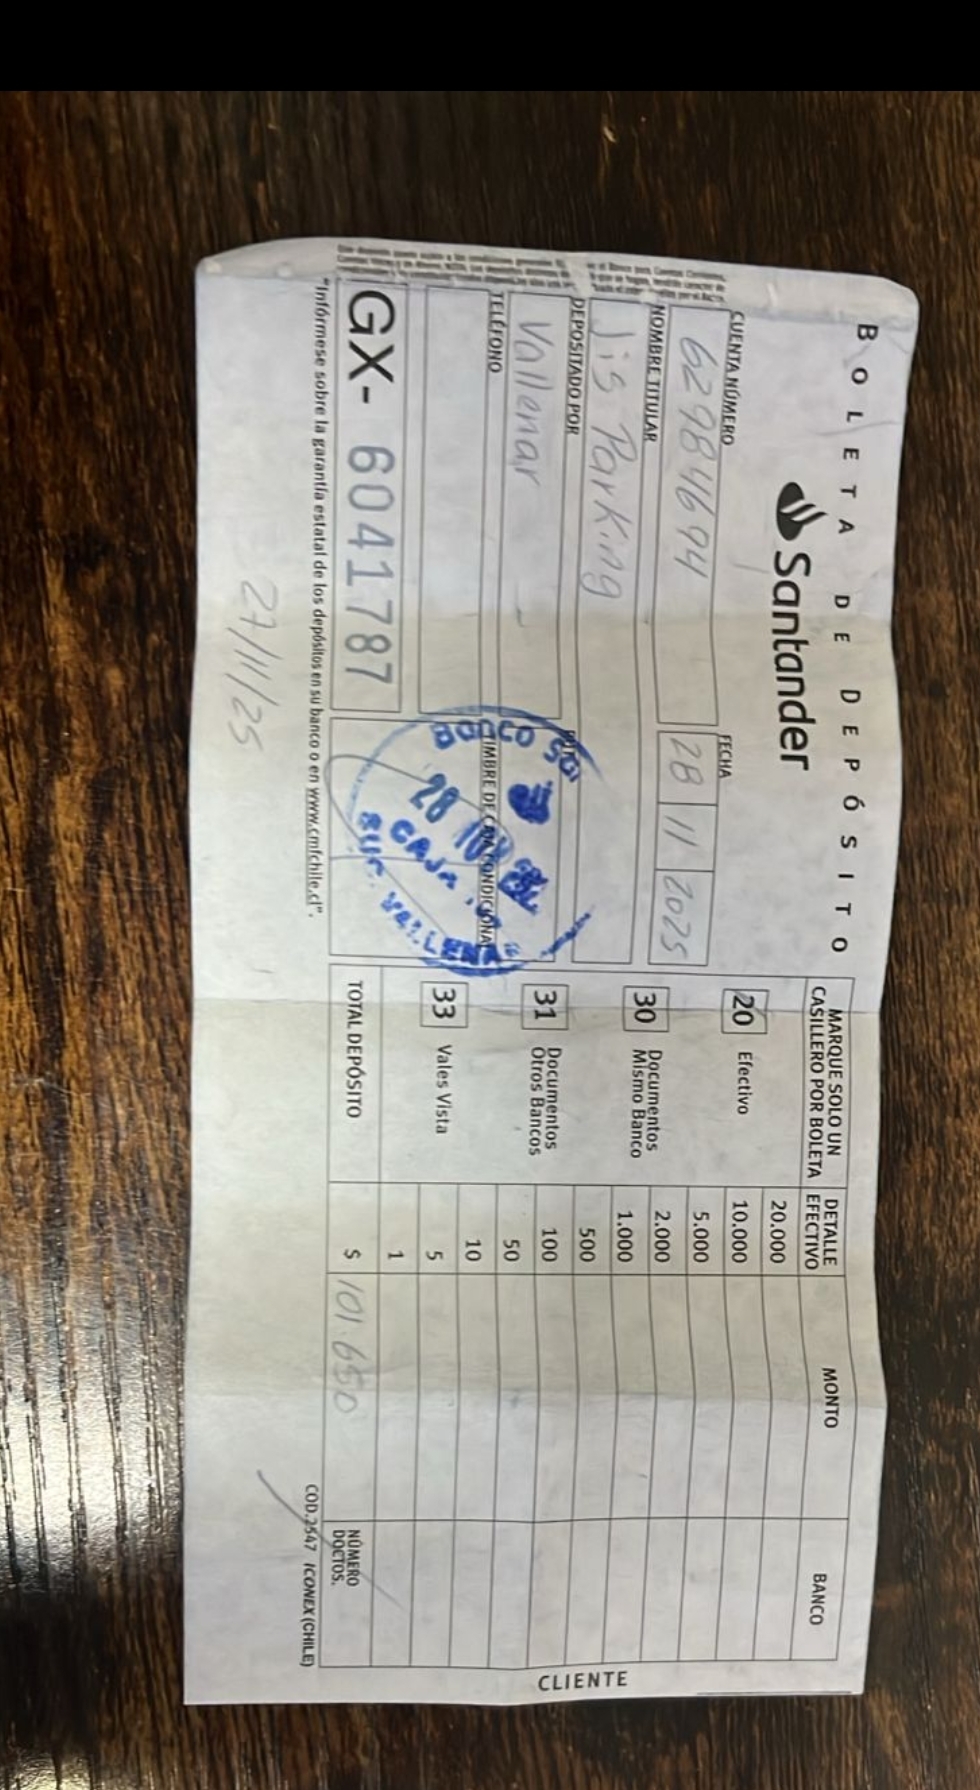 BOLETA DE DEPÓSITO
Santander
CUENTA NÚMERO
6298461694
FECHA
28 11 2025
NOMBRE TITULAR
Jis Parking
DEPOSITADO POR
Vallenar
TELÉFONO
TIMBRE DE CAJA CONDICIONAL
BANCO
28 NOV
CAJA
SUC. VALLENAR
GX- 6041787
"Infórmese sobre la garantía estatal de los depósitos en su banco o en www.cmfchile.cl".
27/11/25
MARQUE SOLO UN
CASILLERO POR BOLETA
DETALLE
EFECTIVO
MONTO
BANCO
20 Efectivo
30 Documentos
Mismo Banco
31 Documentos
Otros Bancos
33 Vales Vista
20.000
10.000
5.000
2.000
1.000
500
100
50
10
5
1
TOTAL DEPÓSITO $ 101.650
NÚMERO
DOCTOS.
COD.2547 ICONEX (CHILE)
CLIENTE